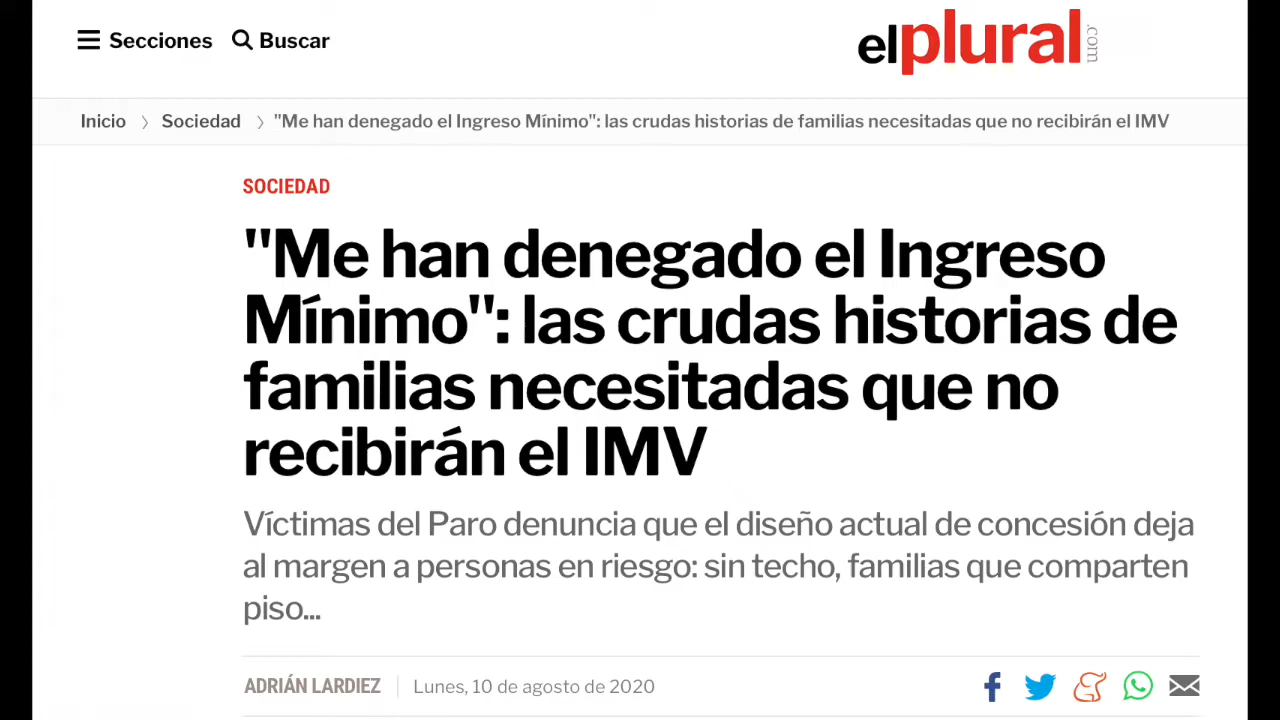 Secciones Buscar elplural.com
Inicio Sociedad "Me han denegado el Ingreso Mínimo": las crudas historias de familias necesitadas que no recibirán el IMV
SOCIEDAD
"Me han denegado el Ingreso
Mínimo": las crudas historias de
familias necesitadas que no
recibirán el IMV
Víctimas del Paro denuncia que el diseño actual de concesión deja
al margen a personas en riesgo: sin techo, familias que comparten
piso...
ADRIÁN LARDIEZ Lunes, 10 de agosto de 2020